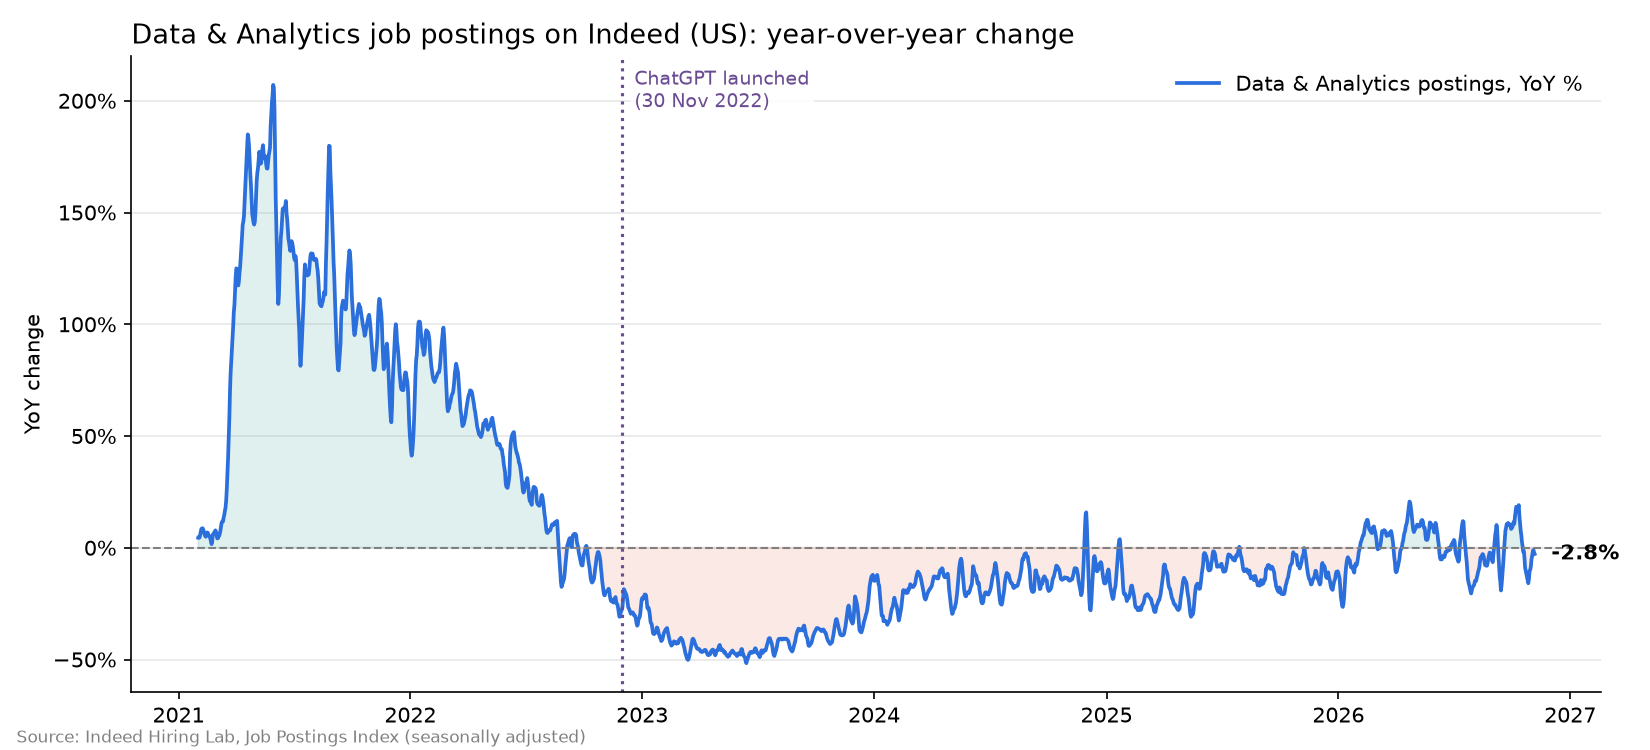 Data & Analytics job postings on Indeed (US): year-over-year change
ChatGPT launched
(30 Nov 2022)
Data & Analytics postings, YoY %
YoY change
200%
150%
100%
50%
0%
−50%
-2.8%
2021
2022
2023
2024
2025
2026
2027
Source: Indeed Hiring Lab, Job Postings Index (seasonally adjusted)